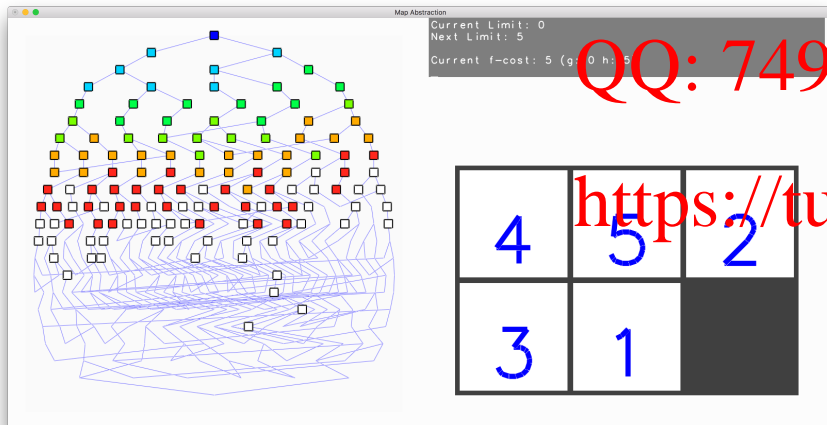 Map Abstraction
Current Limit: 0
Next Limit: 5
Current f-cost: 5 (g: 0 h: 5
QQ: 749
https://tu
4 5 2
3 1